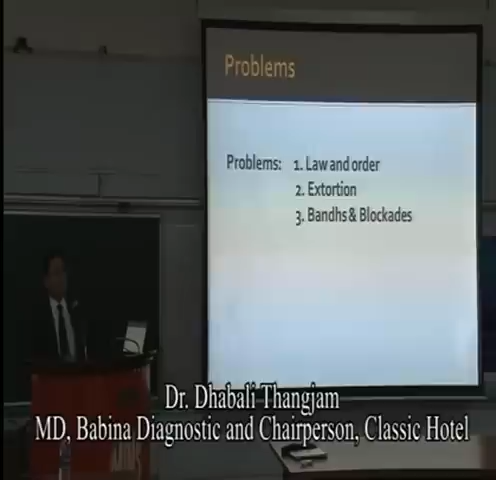 Problems
Problems: 1. Law and order
2. Extortion
3. Bandhs & Blockades
Dr. Dhabali Thangjam
MD, Babina Diagnostic and Chairperson, Classic Hotel